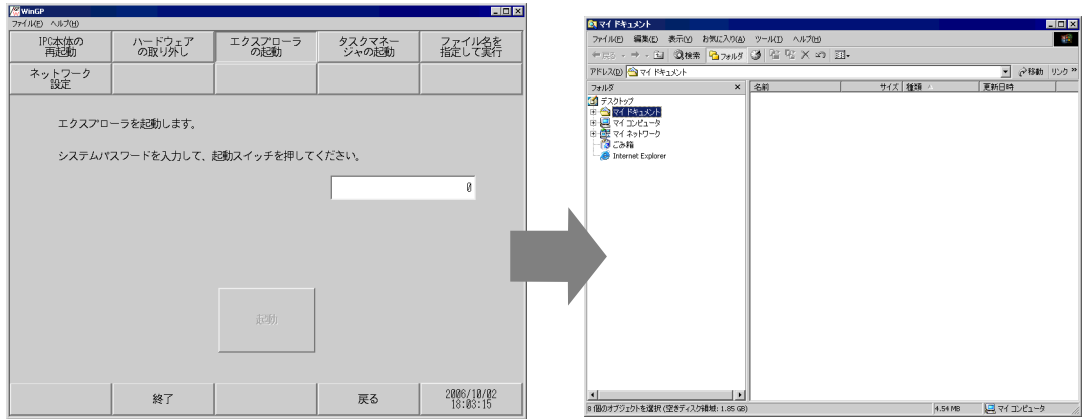 WinGP
ファイル(F) ヘルプ(H)
IPC本体の
再起動
ハードウェア
の取り外し
エクスプローラ
の起動
タスクマネー
ジャの起動
ファイル名を
指定して実行
ネットワーク
設定
エクスプローラを起動します。
システムパスワードを入力して、起動スイッチを押してください。
0
起動
終了
戻る
2006/10/02
18:03:15
マイ ドキュメント
ファイル(F) 編集(E) 表示(V) お気に入り(A) ツール(T) ヘルプ(H)
戻る 検索 フォルダ
アドレス(D) マイ ドキュメント 移動 リンク »
フォルダ × 名前 サイズ 種類 更新日時
デスクトップ
マイ ドキュメント
マイ コンピュータ
マイ ネットワーク
ごみ箱
Internet Explorer
8 個のオブジェクトを選択 (空きディスク領域: 1.85 GB) 4.54 MB マイ コンピュータ